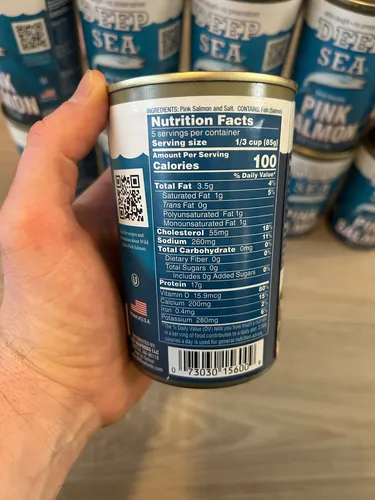 DEEP
SEA
DEEP
SEA
PINK
SALMON
PINK
SALMON
INGREDIENTS: Pink Salmon and Salt. CONTAINS: Fish (Salmon).
Nutrition Facts
5 servings per container
Serving size 1/3 cup (85g)
Amount Per Serving
Calories 100
% Daily Value*
Total Fat 3.5g 4%
Saturated Fat 1g 5%
Trans Fat 0g
Polyunsaturated Fat 1g
Monounsaturated Fat 1g
Cholesterol 55mg 18%
Sodium 260mg 11%
Total Carbohydrate 0mg 0%
Dietary Fiber 0g 0%
Total Sugars 0g
Includes 0g Added Sugars 0%
Protein 17g
Vitamin D 15.9mcg 80%
Calcium 200mg 15%
Iron 0.4mg 2%
Potassium 280mg 6%
The % Daily Value (DV) tells you how much a nutrient
in a serving of food contributes to a daily diet. 2,000
calories a day is used for general nutrition advice.
U
U.S.A.
0 73030 15600